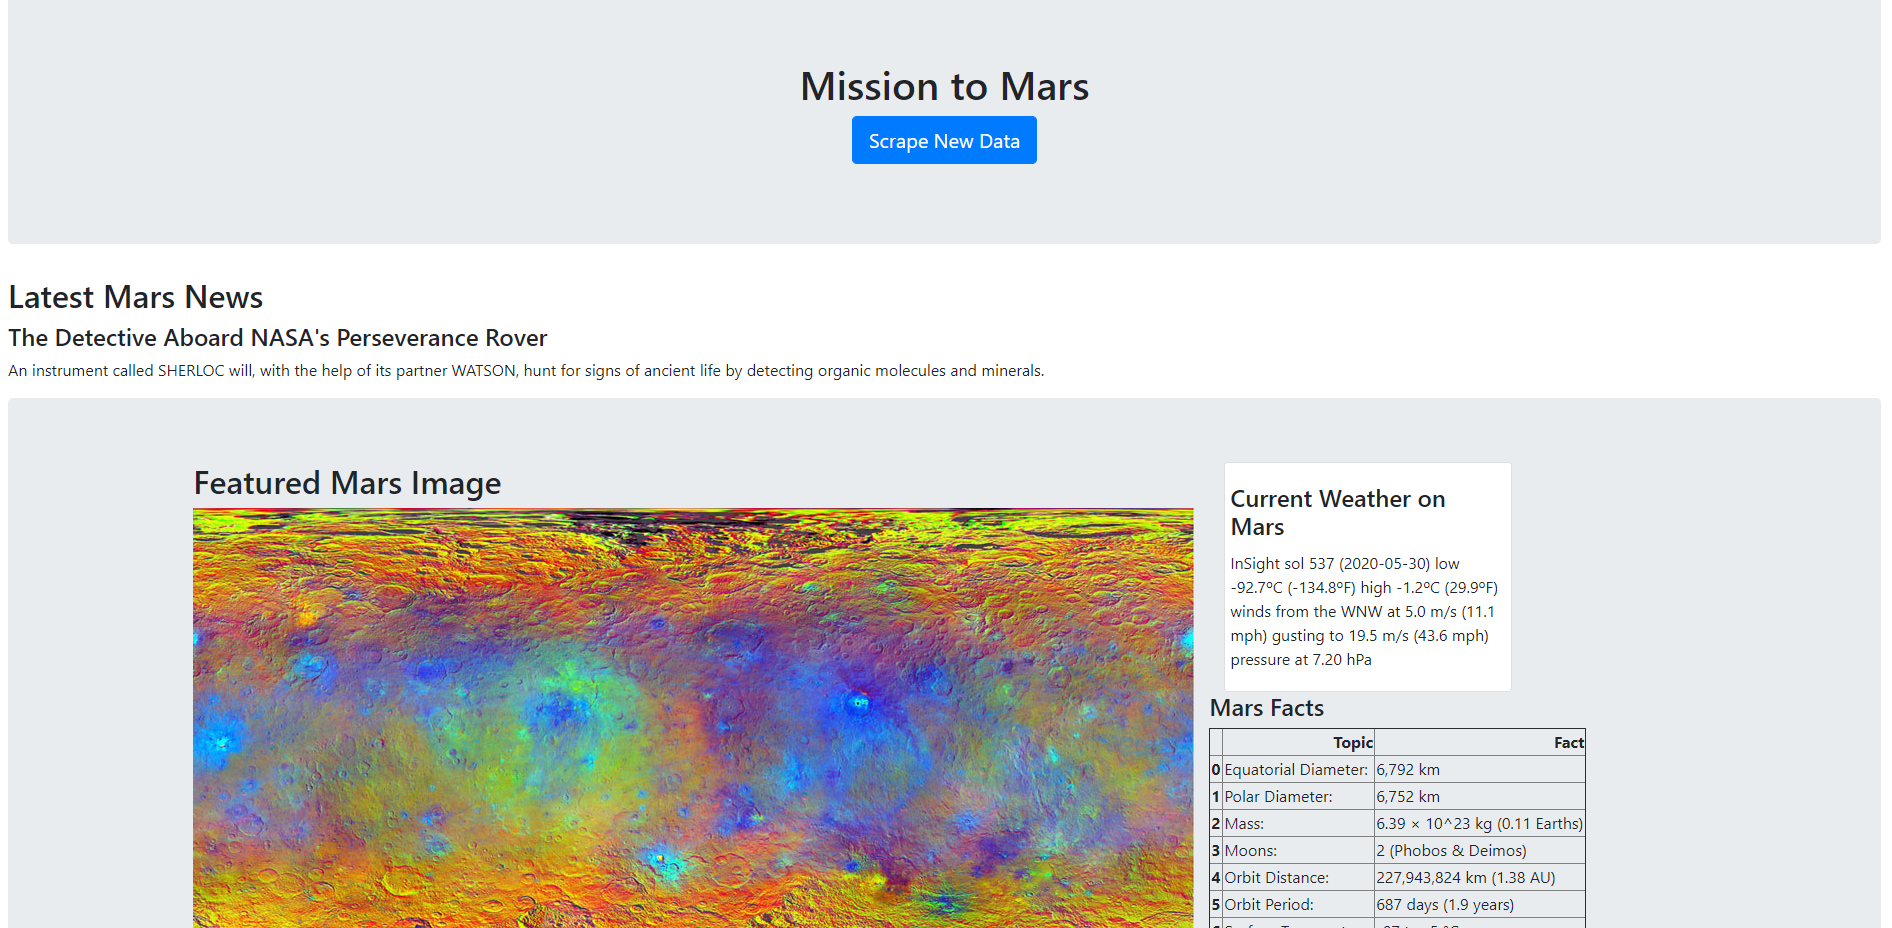 Mission to Mars
Scrape New Data
Latest Mars News
The Detective Aboard NASA's Perseverance Rover
An instrument called SHERLOC will, with the help of its partner WATSON, hunt for signs of ancient life by detecting organic molecules and minerals.
Featured Mars Image
Current Weather on
Mars
InSight sol 537 (2020-05-30) low
-92.7ºC (-134.8ºF) high -1.2ºC (29.9ºF)
winds from the WNW at 5.0 m/s (11.1
mph) gusting to 19.5 m/s (43.6 mph)
pressure at 7.20 hPa
Mars Facts
Topic Fact
0 Equatorial Diameter: 6,792 km
1 Polar Diameter: 6,752 km
2 Mass: 6.39 × 10^23 kg (0.11 Earths)
3 Moons: 2 (Phobos & Deimos)
4 Orbit Distance: 227,943,824 km (1.38 AU)
5 Orbit Period: 687 days (1.9 years)